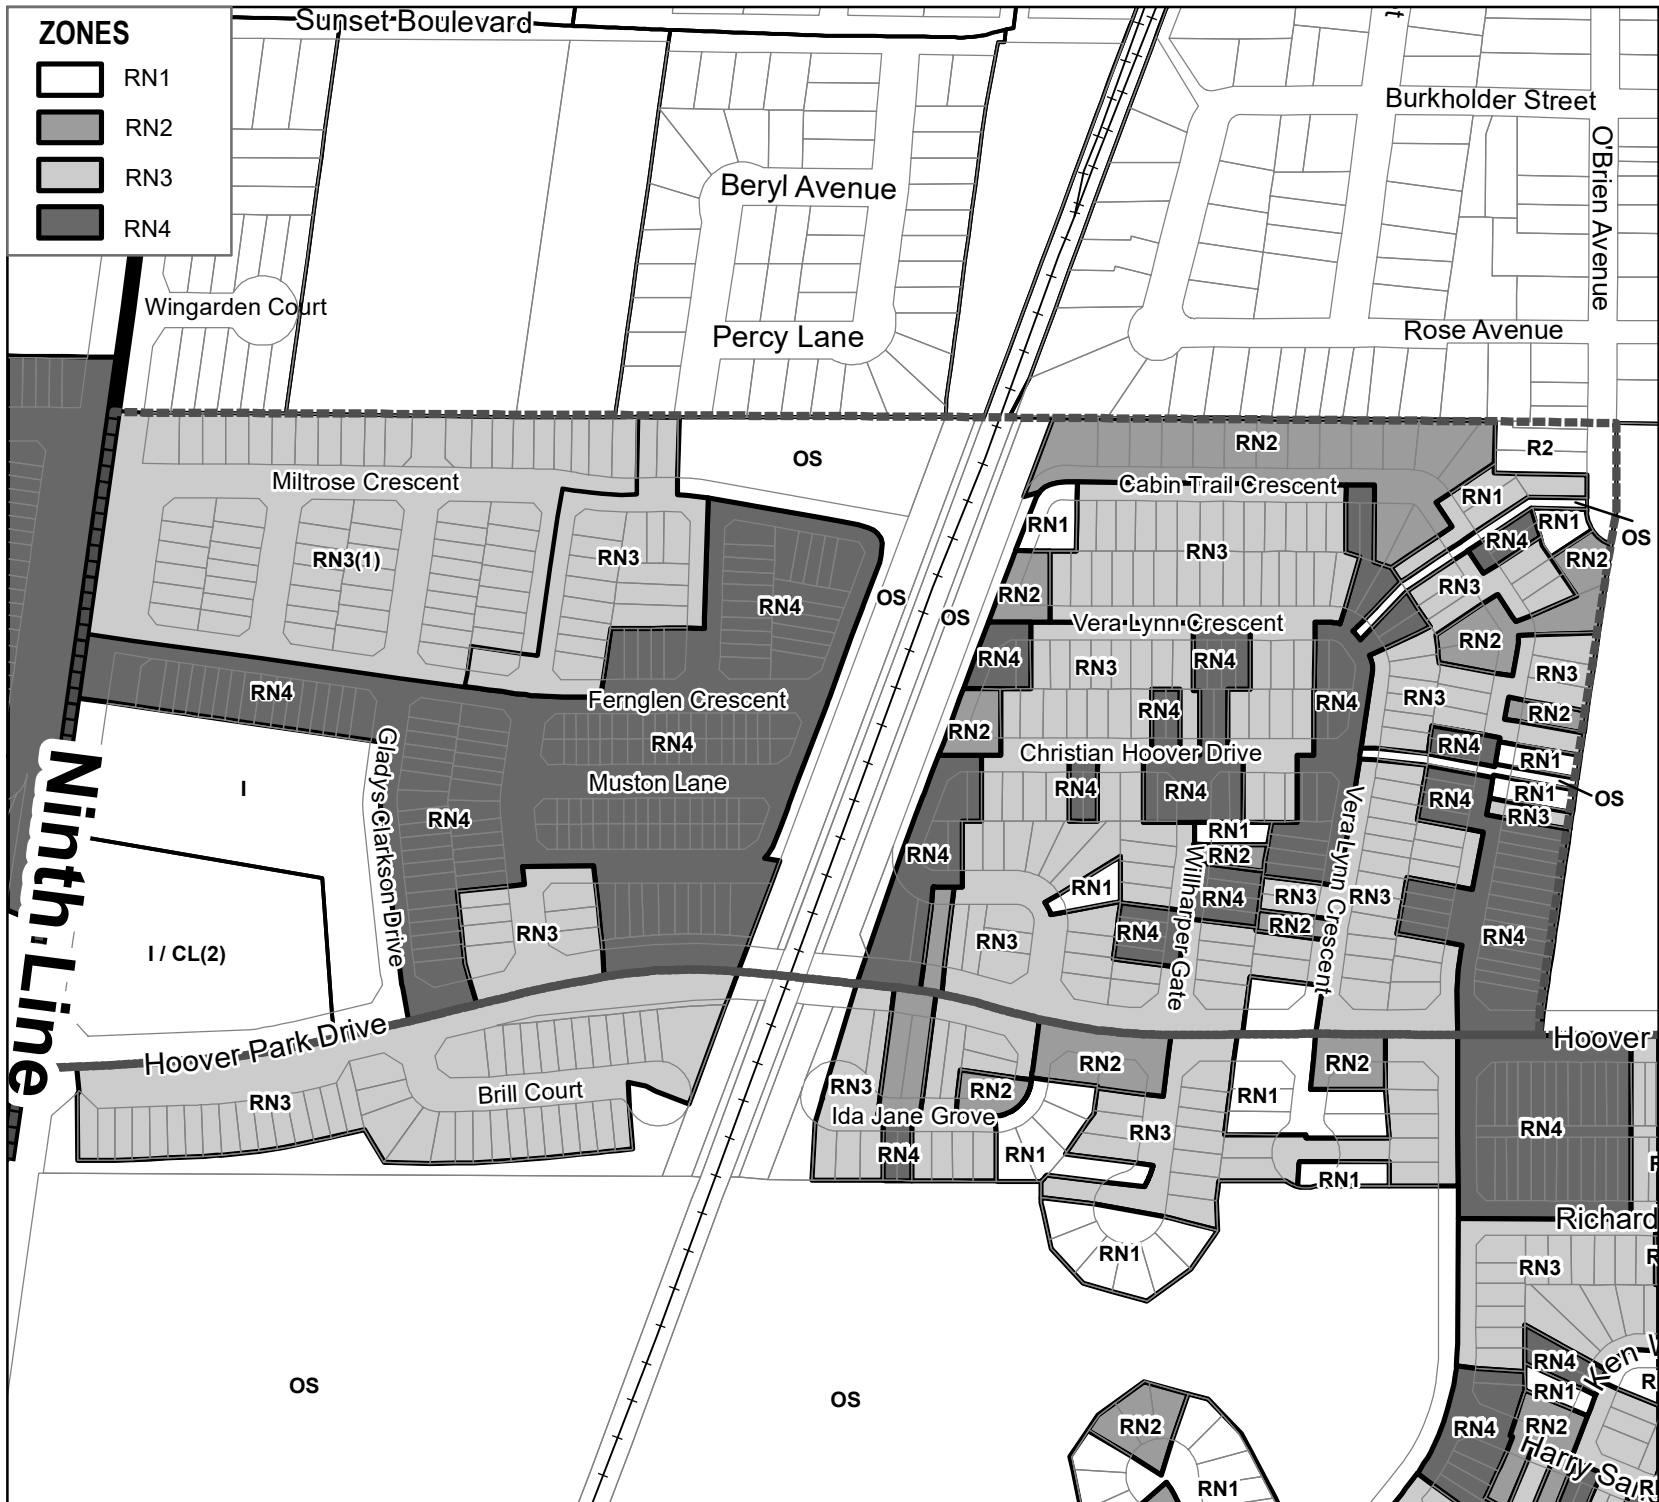 ZONES
RN1
RN2
RN3
RN4
Sunset Boulevard
Burkholder Street
O'Brien Avenue
Beryl Avenue
Wingarden Court
Percy Lane
Rose Avenue
RN2
R2
OS
Miltrose Crescent
Cabin Trail Crescent
RN1
RN1
RN1
RN4
OS
RN3(1)
RN3
RN3
RN2
RN2
RN3
RN4
OS
OS
Vera Lynn Crescent
RN2
RN4
RN3
RN4
RN3
RN4
Fernglen Crescent
RN4
RN3
RN4
RN2
RN2
RN4
RN4
Christian Hoover Drive
RN1
Gladys Clarkson Drive
Muston Lane
I
RN4
RN4
RN4
RN1
OS
RN4
RN3
Vera Lynn Crescent
RN1
RN4
RN2
Willharper Gate
RN1
RN4
RN3
RN3
RN2
Ninth Line
RN3
RN3
RN4
RN4
I / CL(2)
Hoover Park Drive
Hoover
RN2
RN2
Brill Court
RN3
RN3
RN2
RN1
Ida Jane Grove
RN3
RN4
RN4
RN1
RN1
Richard
RN1
RN3
Ken
RN4
RN1
OS
OS
RN2
RN4
RN2
Harry Sa
RN1